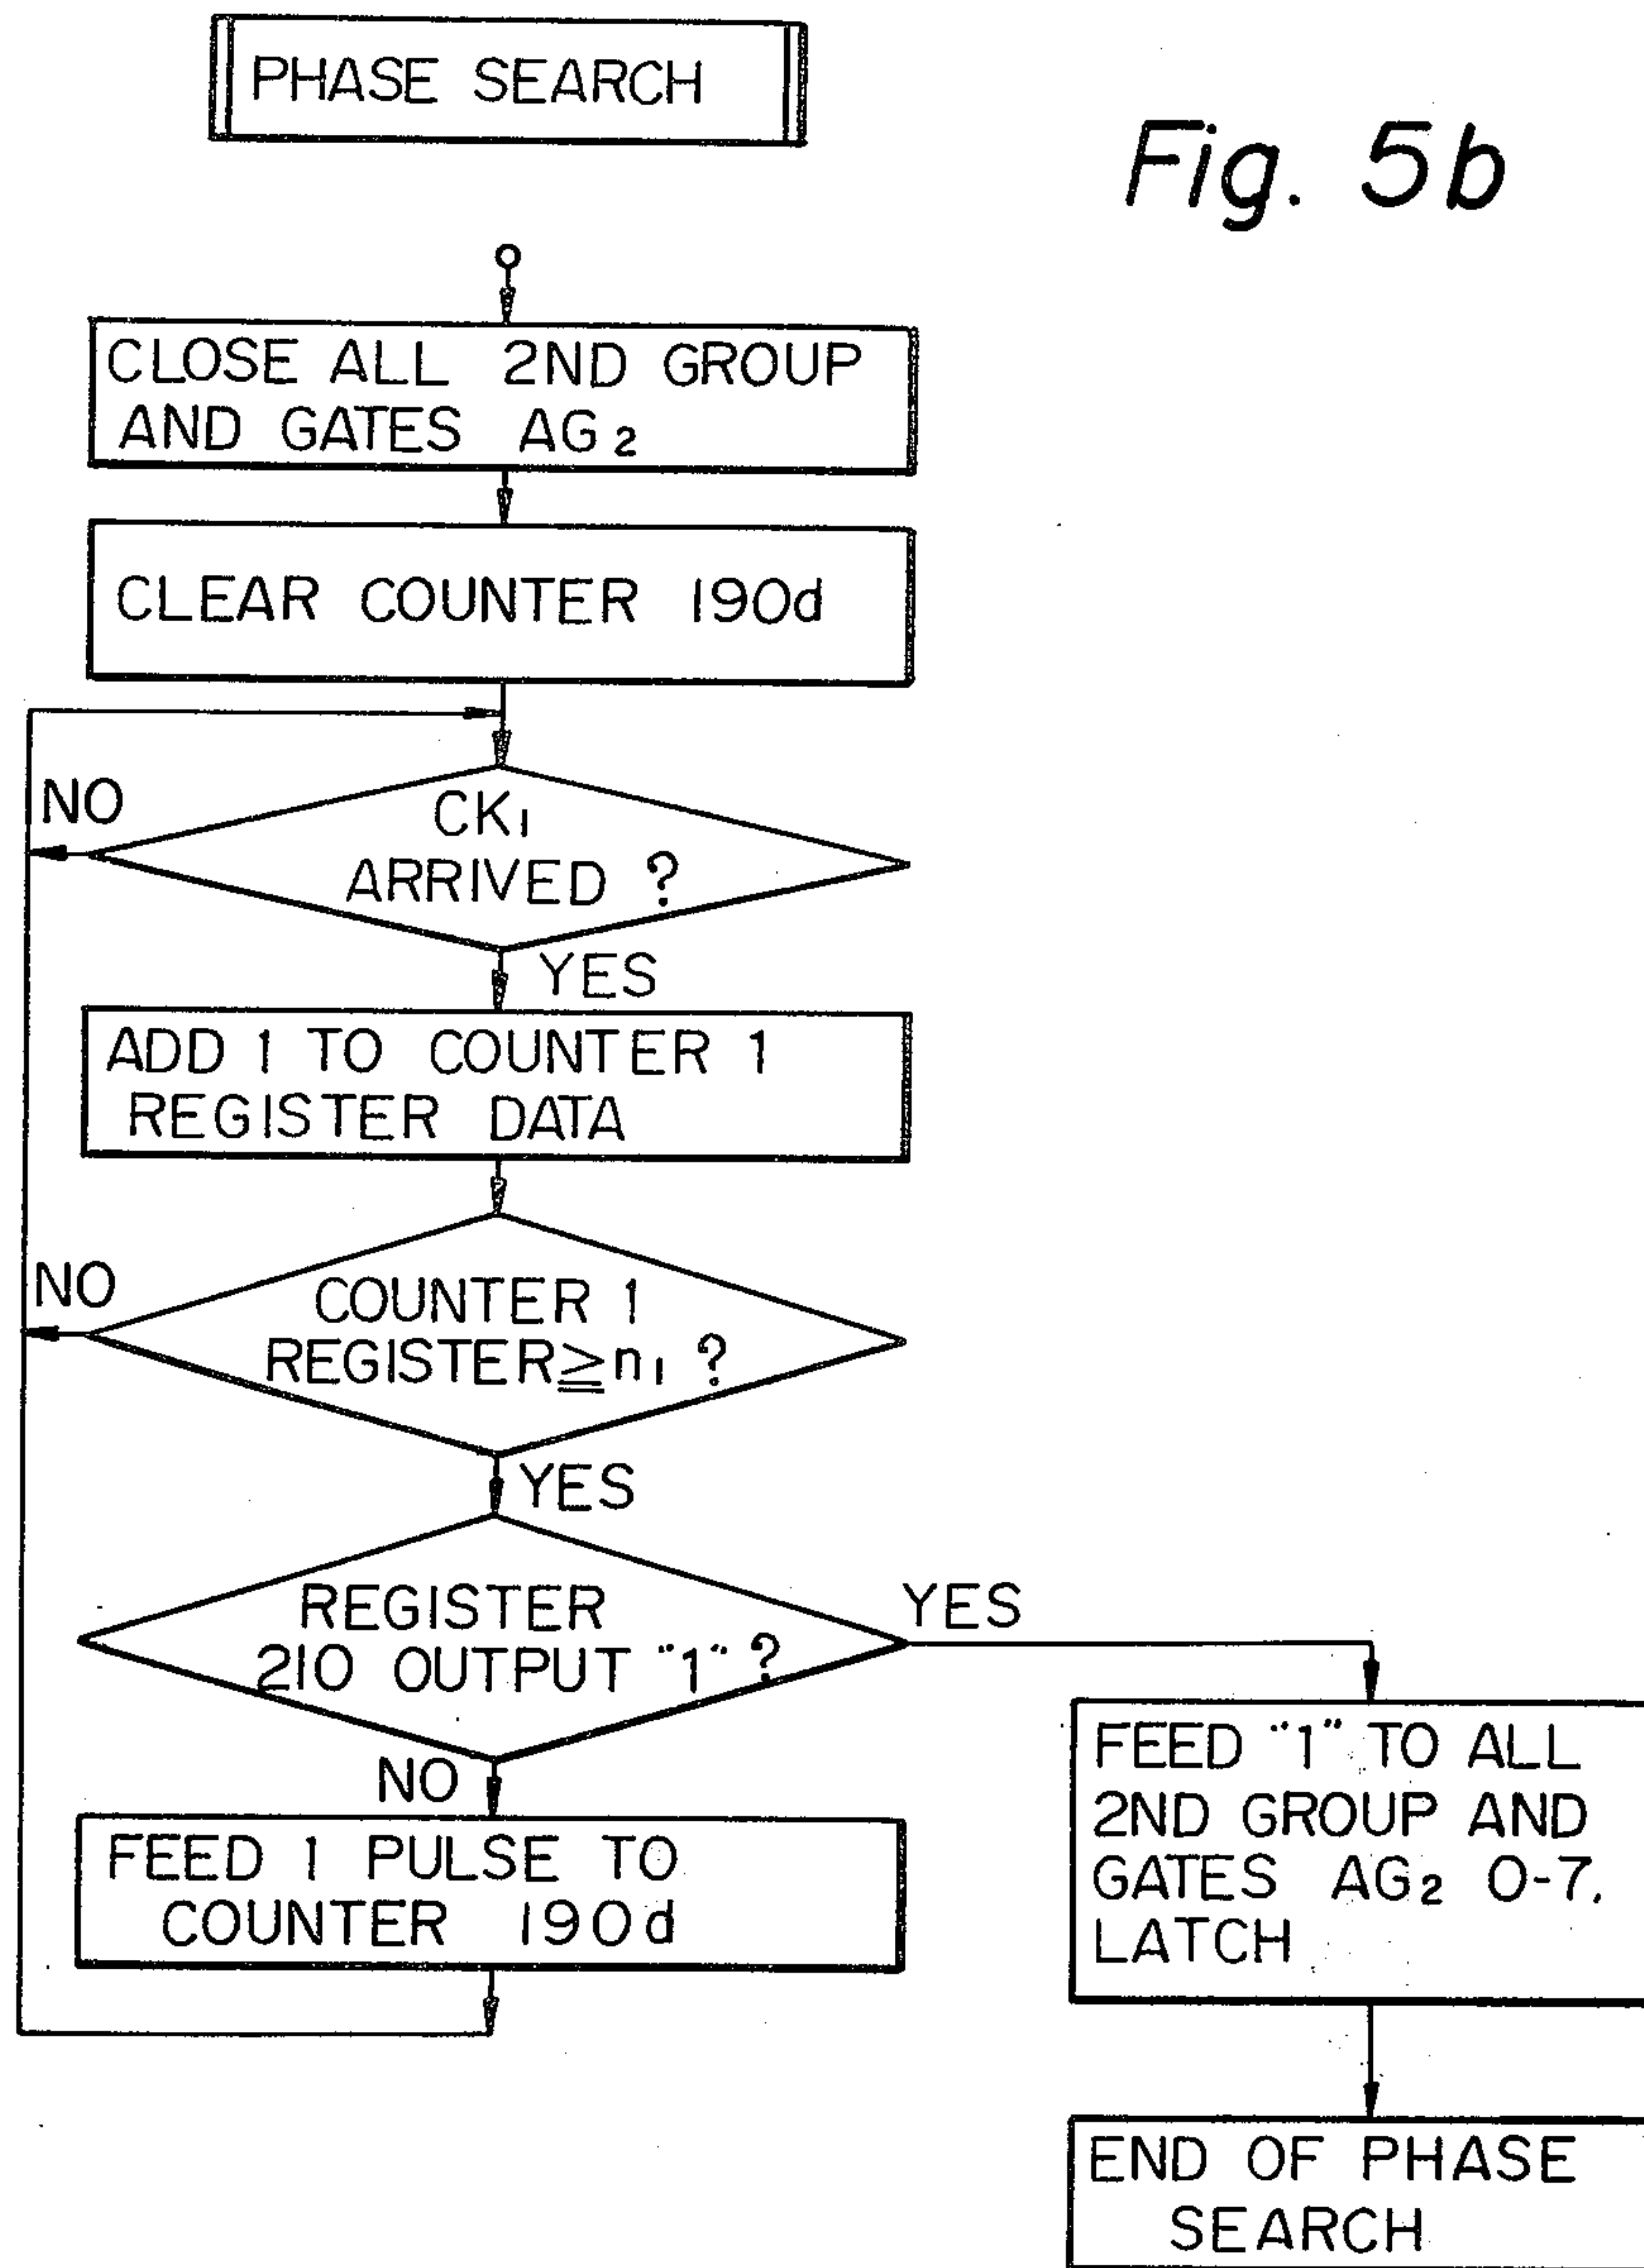 PHASE SEARCH
Fig. 5b
CLOSE ALL 2ND GROUP
AND GATES AG₂
CLEAR COUNTER 190d
NO
CK₁
ARRIVED ?
YES
ADD 1 TO COUNTER 1
REGISTER DATA
NO
COUNTER 1
REGISTER≧n₁ ?
YES
REGISTER
210 OUTPUT "1" ?
YES
NO
FEED 1 PULSE TO
COUNTER 190d
FEED "1" TO ALL
2ND GROUP AND
GATES AG₂ 0-7,
LATCH
END OF PHASE
SEARCH